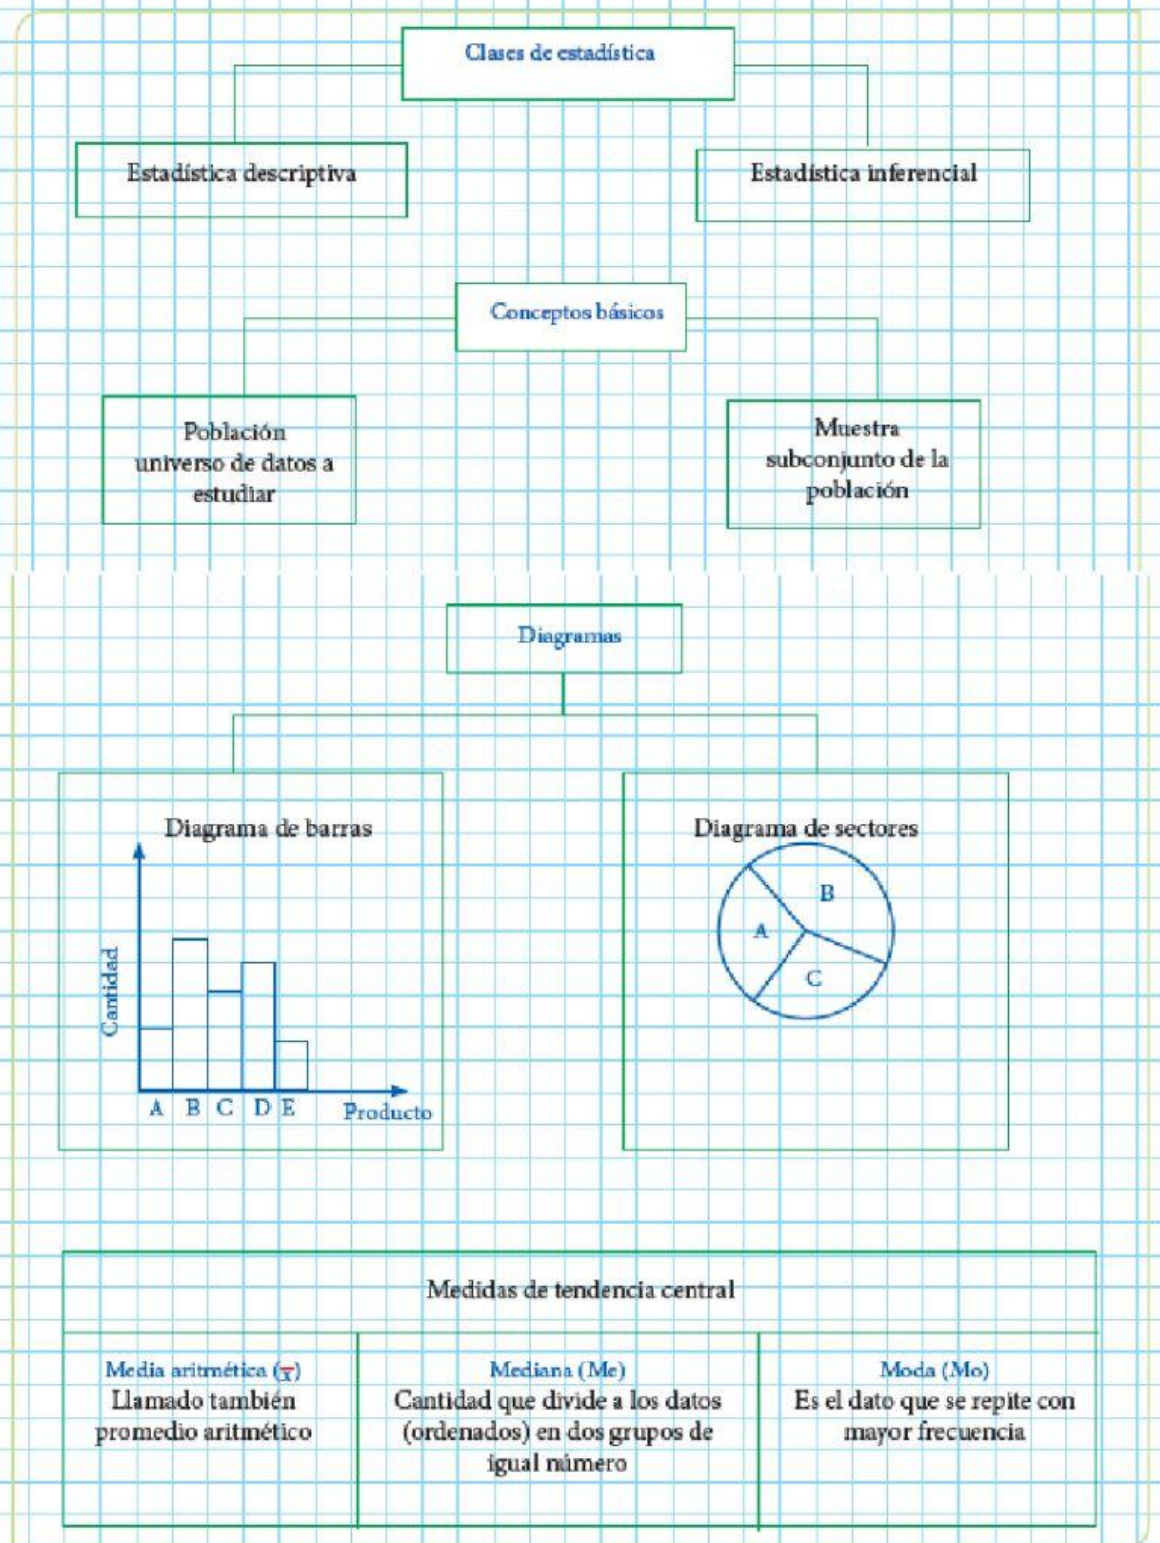 Clases de estadística
Estadística descriptiva
Estadística inferencial
Conceptos básicos
Población
universo de datos a
estudiar
Muestra
subconjunto de la
población
Diagramas
Diagrama de barras
Cantidad
A B C D E
Producto
Diagrama de sectores
B
A
C
Medidas de tendencia central
Media aritmética (x̅)
Llamado también
promedio aritmético
Mediana (Me)
Cantidad que divide a los datos
(ordenados) en dos grupos de
igual número
Moda (Mo)
Es el dato que se repite con
mayor frecuencia